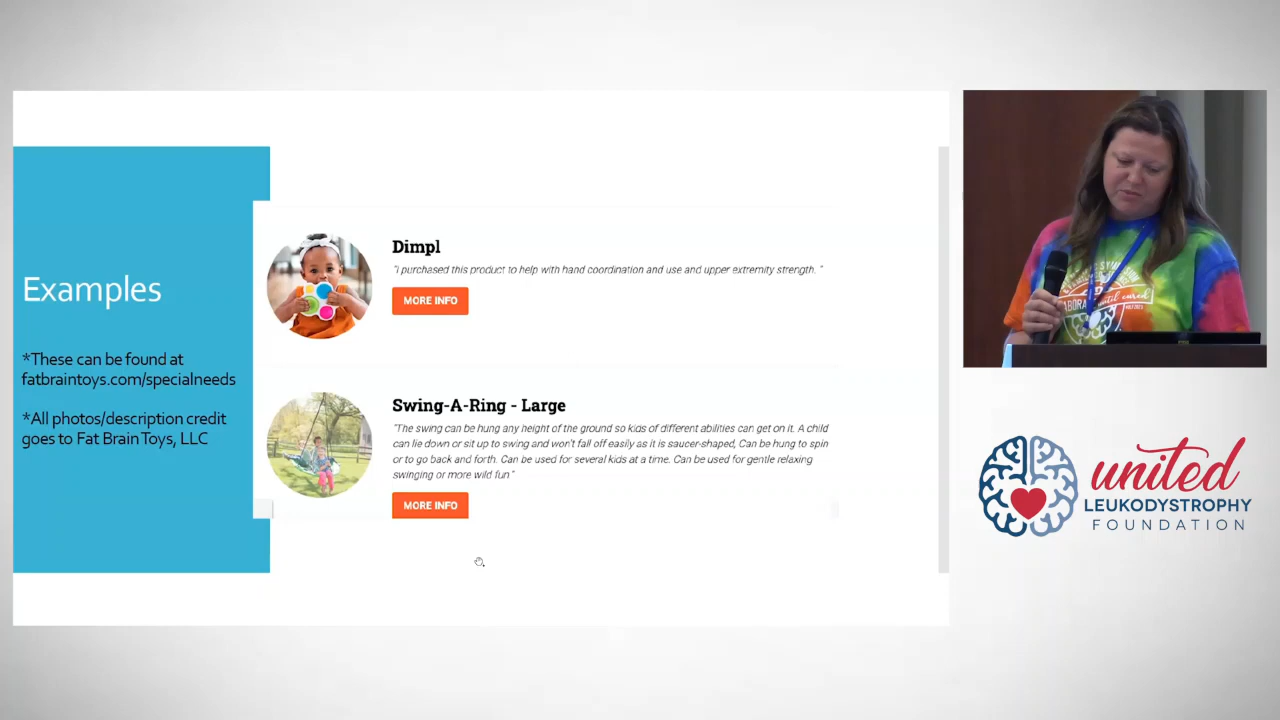 Examples
*These can be found at
fatbraintoys.com/specialneeds
*All photos/description credit
goes to Fat Brain Toys, LLC
Dimpl
"I purchased this product to help with hand coordination and use and upper extremity strength. "
MORE INFO
Swing-A-Ring - Large
"The swing can be hung any height of the ground so kids of different abilities can get on it. A child
can lie down or sit up to swing and won't fall off easily as it is saucer-shaped, Can be hung to spin
or to go back and forth. Can be used for several kids at a time. Can be used for gentle relaxing
swinging or more wild fun"
MORE INFO
until cured
united
LEUKODYSTROPHY
FOUNDATION